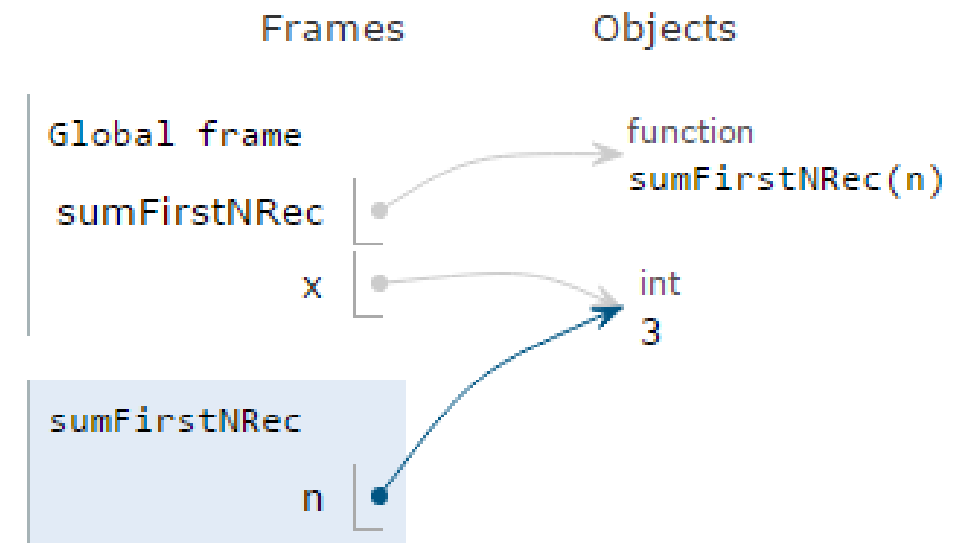 Frames
Objects
Global frame
function
sumFirstNRec(n)
sumFirstNRec
x
int
3
sumFirstNRec
n